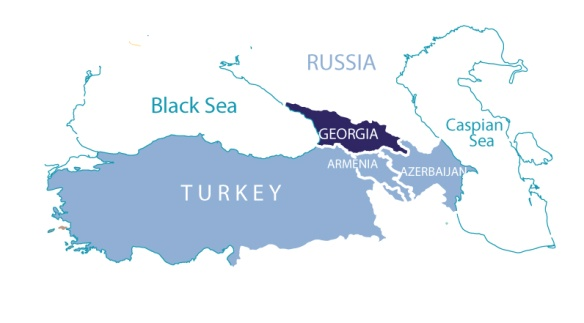 RUSSIA
Black Sea
Caspian
Sea
GEORGIA
ARMENIA
AZERBAIJAN
TURKEY